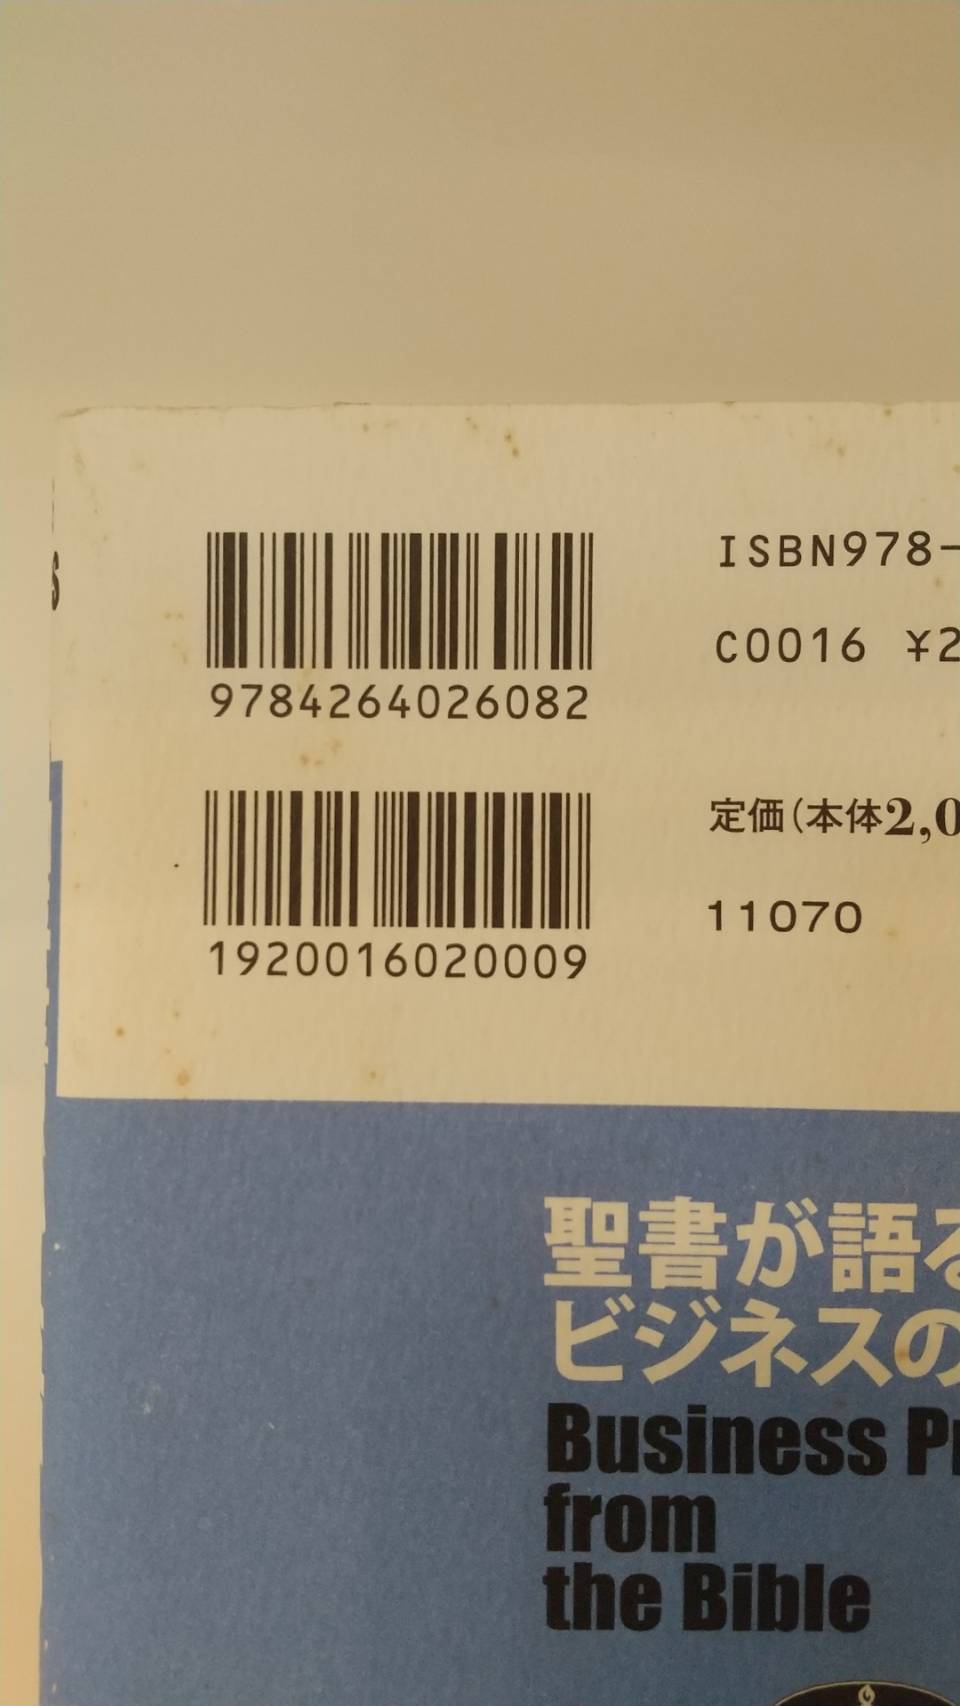 s
ISBN978-
C0016 ¥2
9784264026082
定価(本体2,0
11070
1920016020009
聖書が語る
ビジネスの
Business Pr
from
the Bible